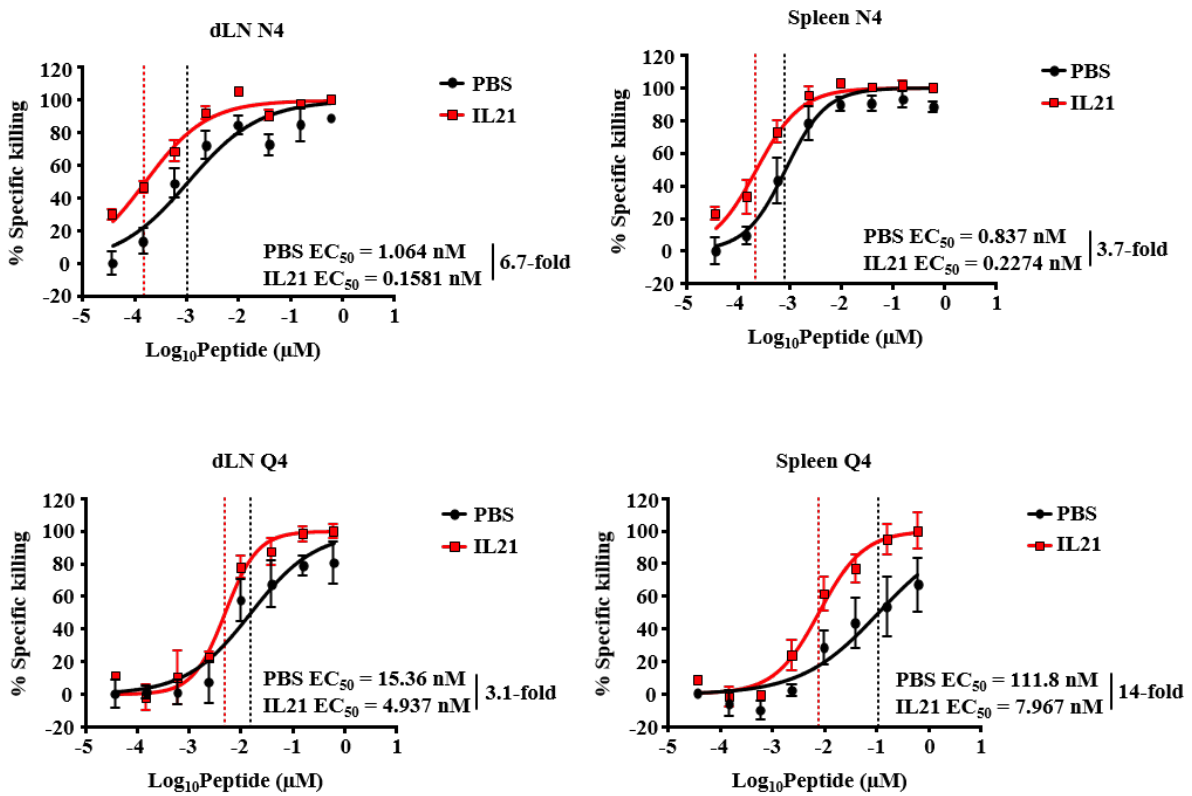 dLN N4
% Specific killing
120
100
80
60
40
20
0
-20
-5
-4
-3
-2
-1
0
1
Log₁₀Peptide (μM)
PBS
IL21
PBS EC₅₀ = 1.064 nM
IL21 EC₅₀ = 0.1581 nM
6.7-fold
Spleen N4
% Specific killing
120
100
80
60
40
20
0
-20
-5
-4
-3
-2
-1
0
1
Log₁₀Peptide (μM)
PBS
IL21
PBS EC₅₀ = 0.837 nM
IL21 EC₅₀ = 0.2274 nM
3.7-fold
dLN Q4
% Specific killing
120
100
80
60
40
20
0
-20
-5
-4
-3
-2
-1
0
1
Log₁₀Peptide (μM)
PBS
IL21
PBS EC₅₀ = 15.36 nM
IL21 EC₅₀ = 4.937 nM
3.1-fold
Spleen Q4
% Specific killing
120
100
80
60
40
20
0
-20
-5
-4
-3
-2
-1
0
1
Log₁₀Peptide (μM)
PBS
IL21
PBS EC₅₀ = 111.8 nM
IL21 EC₅₀ = 7.967 nM
14-fold